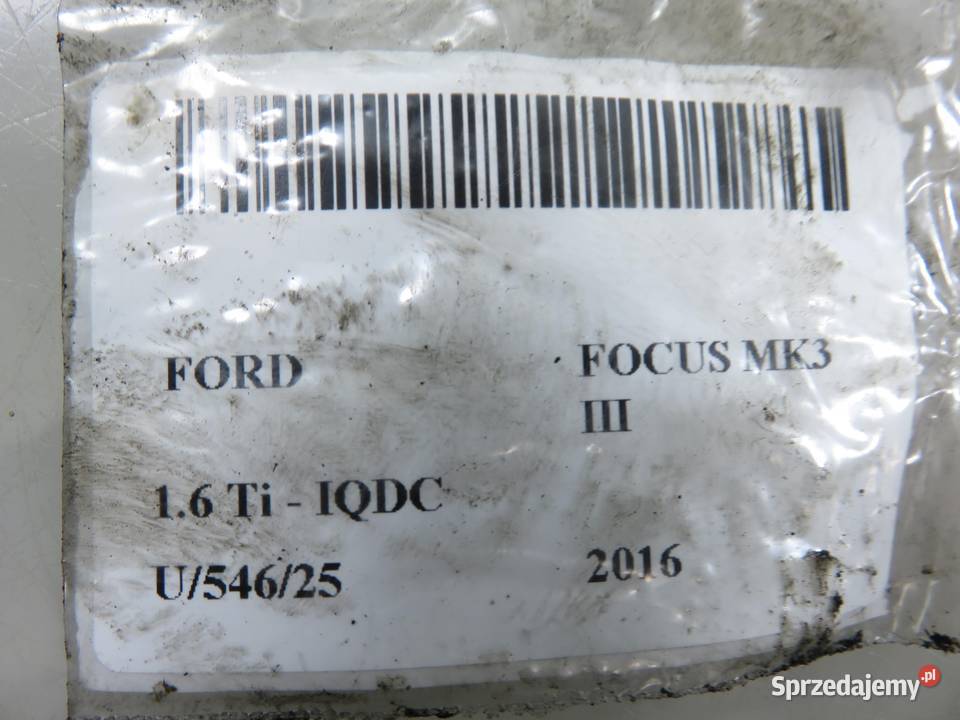 FORD
FOCUS MK3
III
1.6 Ti - IQDC
U/546/25
2016
Sprzedajemy.pl